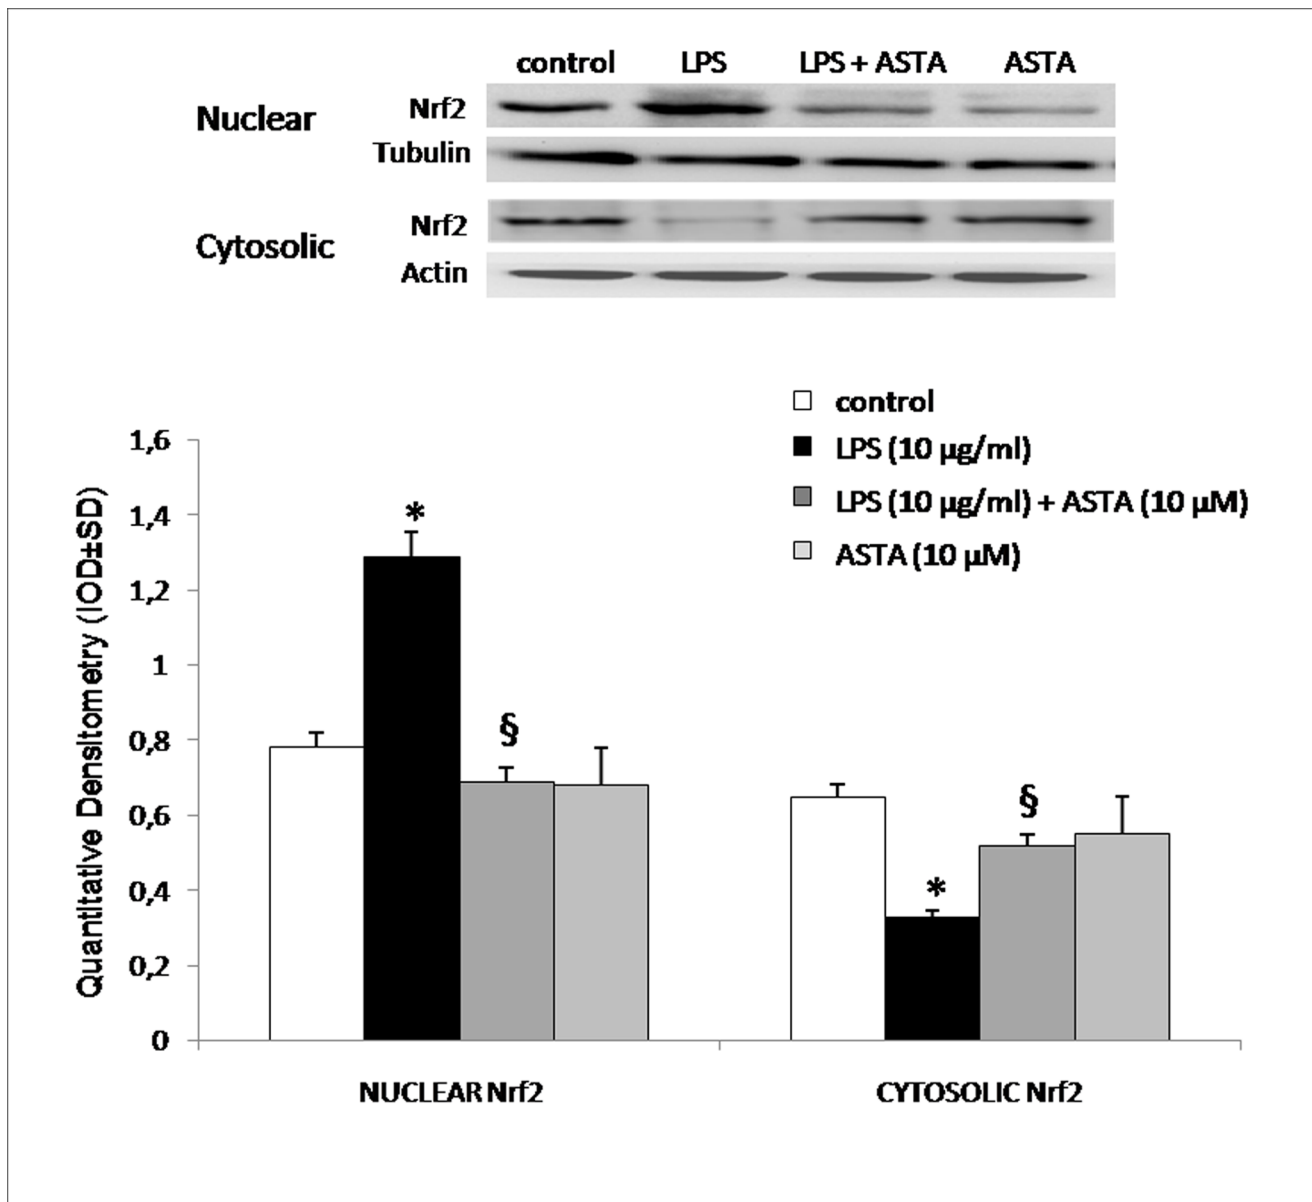 control LPS LPS + ASTA ASTA
Nuclear
Nrf2
Tubulin
Cytosolic
Nrf2
Actin
control
LPS (10 µg/ml)
LPS (10 µg/ml) + ASTA (10 µM)
ASTA (10 µM)
Quantitative Densitometry (IOD±SD)
1,6
1,4
1,2
1
0,8
0,6
0,4
0,2
0
*
§
*
§
NUCLEAR Nrf2 CYTOSOLIC Nrf2